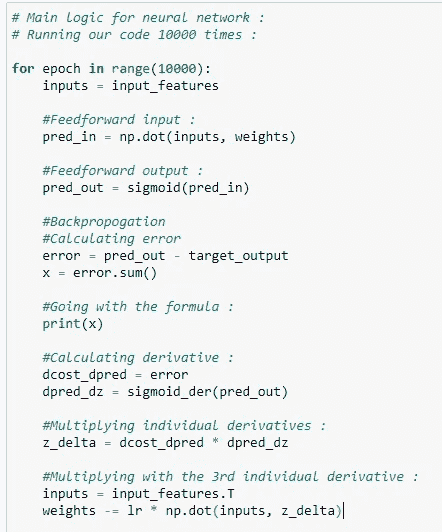 # Main logic for neural network :
# Running our code 10000 times :
for epoch in range(10000):
    inputs = input_features
    #Feedforward input :
    pred_in = np.dot(inputs, weights)
    #Feedforward output :
    pred_out = sigmoid(pred_in)
    #Backpropogation
    #Calculating error
    error = pred_out - target_output
    x = error.sum()
    #Going with the formula :
    print(x)
    #Calculating derivative :
    dcost_dpred = error
    dpred_dz = sigmoid_der(pred_out)
    #Multiplying individual derivatives :
    z_delta = dcost_dpred * dpred_dz
    #Multiplying with the 3rd individual derivative :
    inputs = input_features.T
    weights -= lr * np.dot(inputs, z_delta)